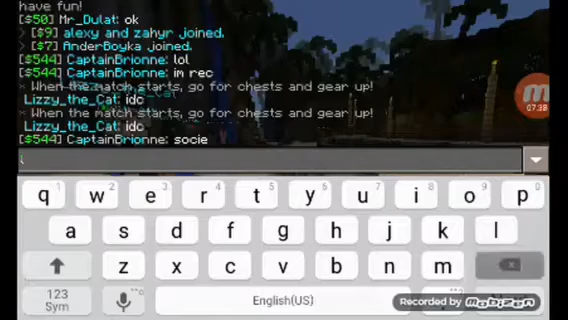 have fun!
[$50] Mr_Dulat: ok
> [$9] alexy and zahyr joined.
> [$7] AnderBoyka joined.
[$544] CaptainBrionne: lol
[$544] CaptainBrionne: im rec
× When the match starts, go for chests and gear up!
Lizzy_the_Cat: idc
× When the match starts, go for chests and gear up!
Lizzy_the_Cat: idc
[$544] CaptainBrionne: socie
07:38
q 1 w 2 e 3 r 4 t 5 y 6 u 7 i 8 o 9 p 0
a s d f g h j k l
z x c v b n m
123
Sym
English(US)
Recorded by mobizen